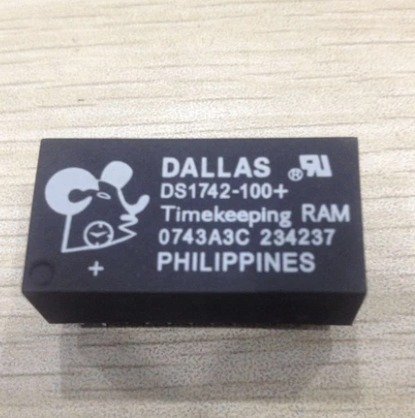 DALLAS ®
DS1742-100+
Timekeeping RAM
0743A3C 234237
+ PHILIPPINES